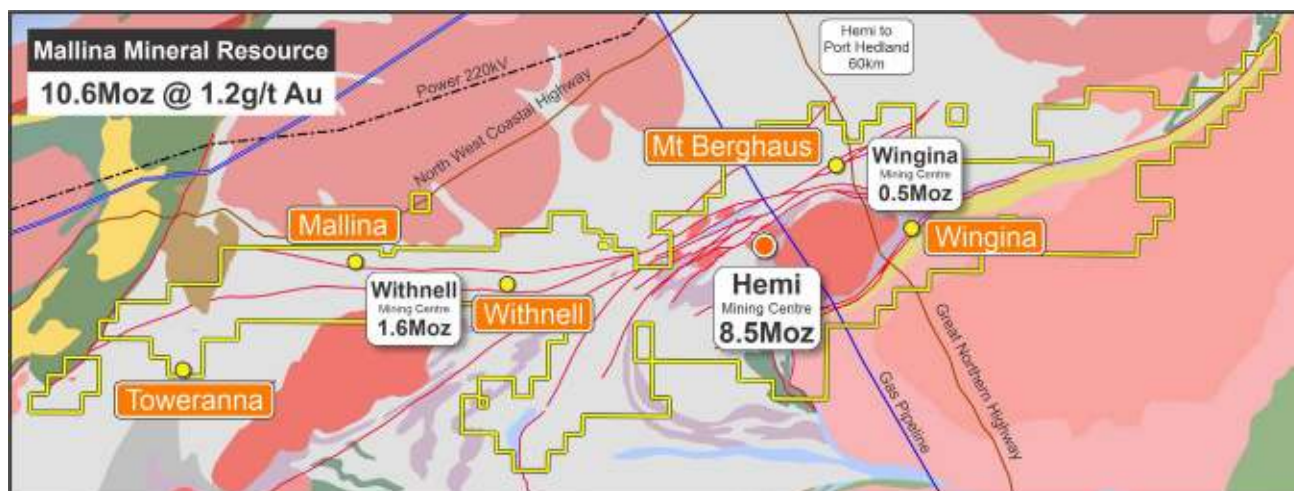 Mallina Mineral Resource
10.6Moz @ 1.2g/t Au
Power 220kV
North West Coastal Highway
Hemi to
Port Hedland
60km
Mt Berghaus
Wingina
Mining Centre
0.5Moz
Mallina
Wingina
Withnell
Mining Centre
1.6Moz
Withnell
Hemi
Mining Centre
8.5Moz
Toweranna
Gas Pipeline
Great Northern Highway